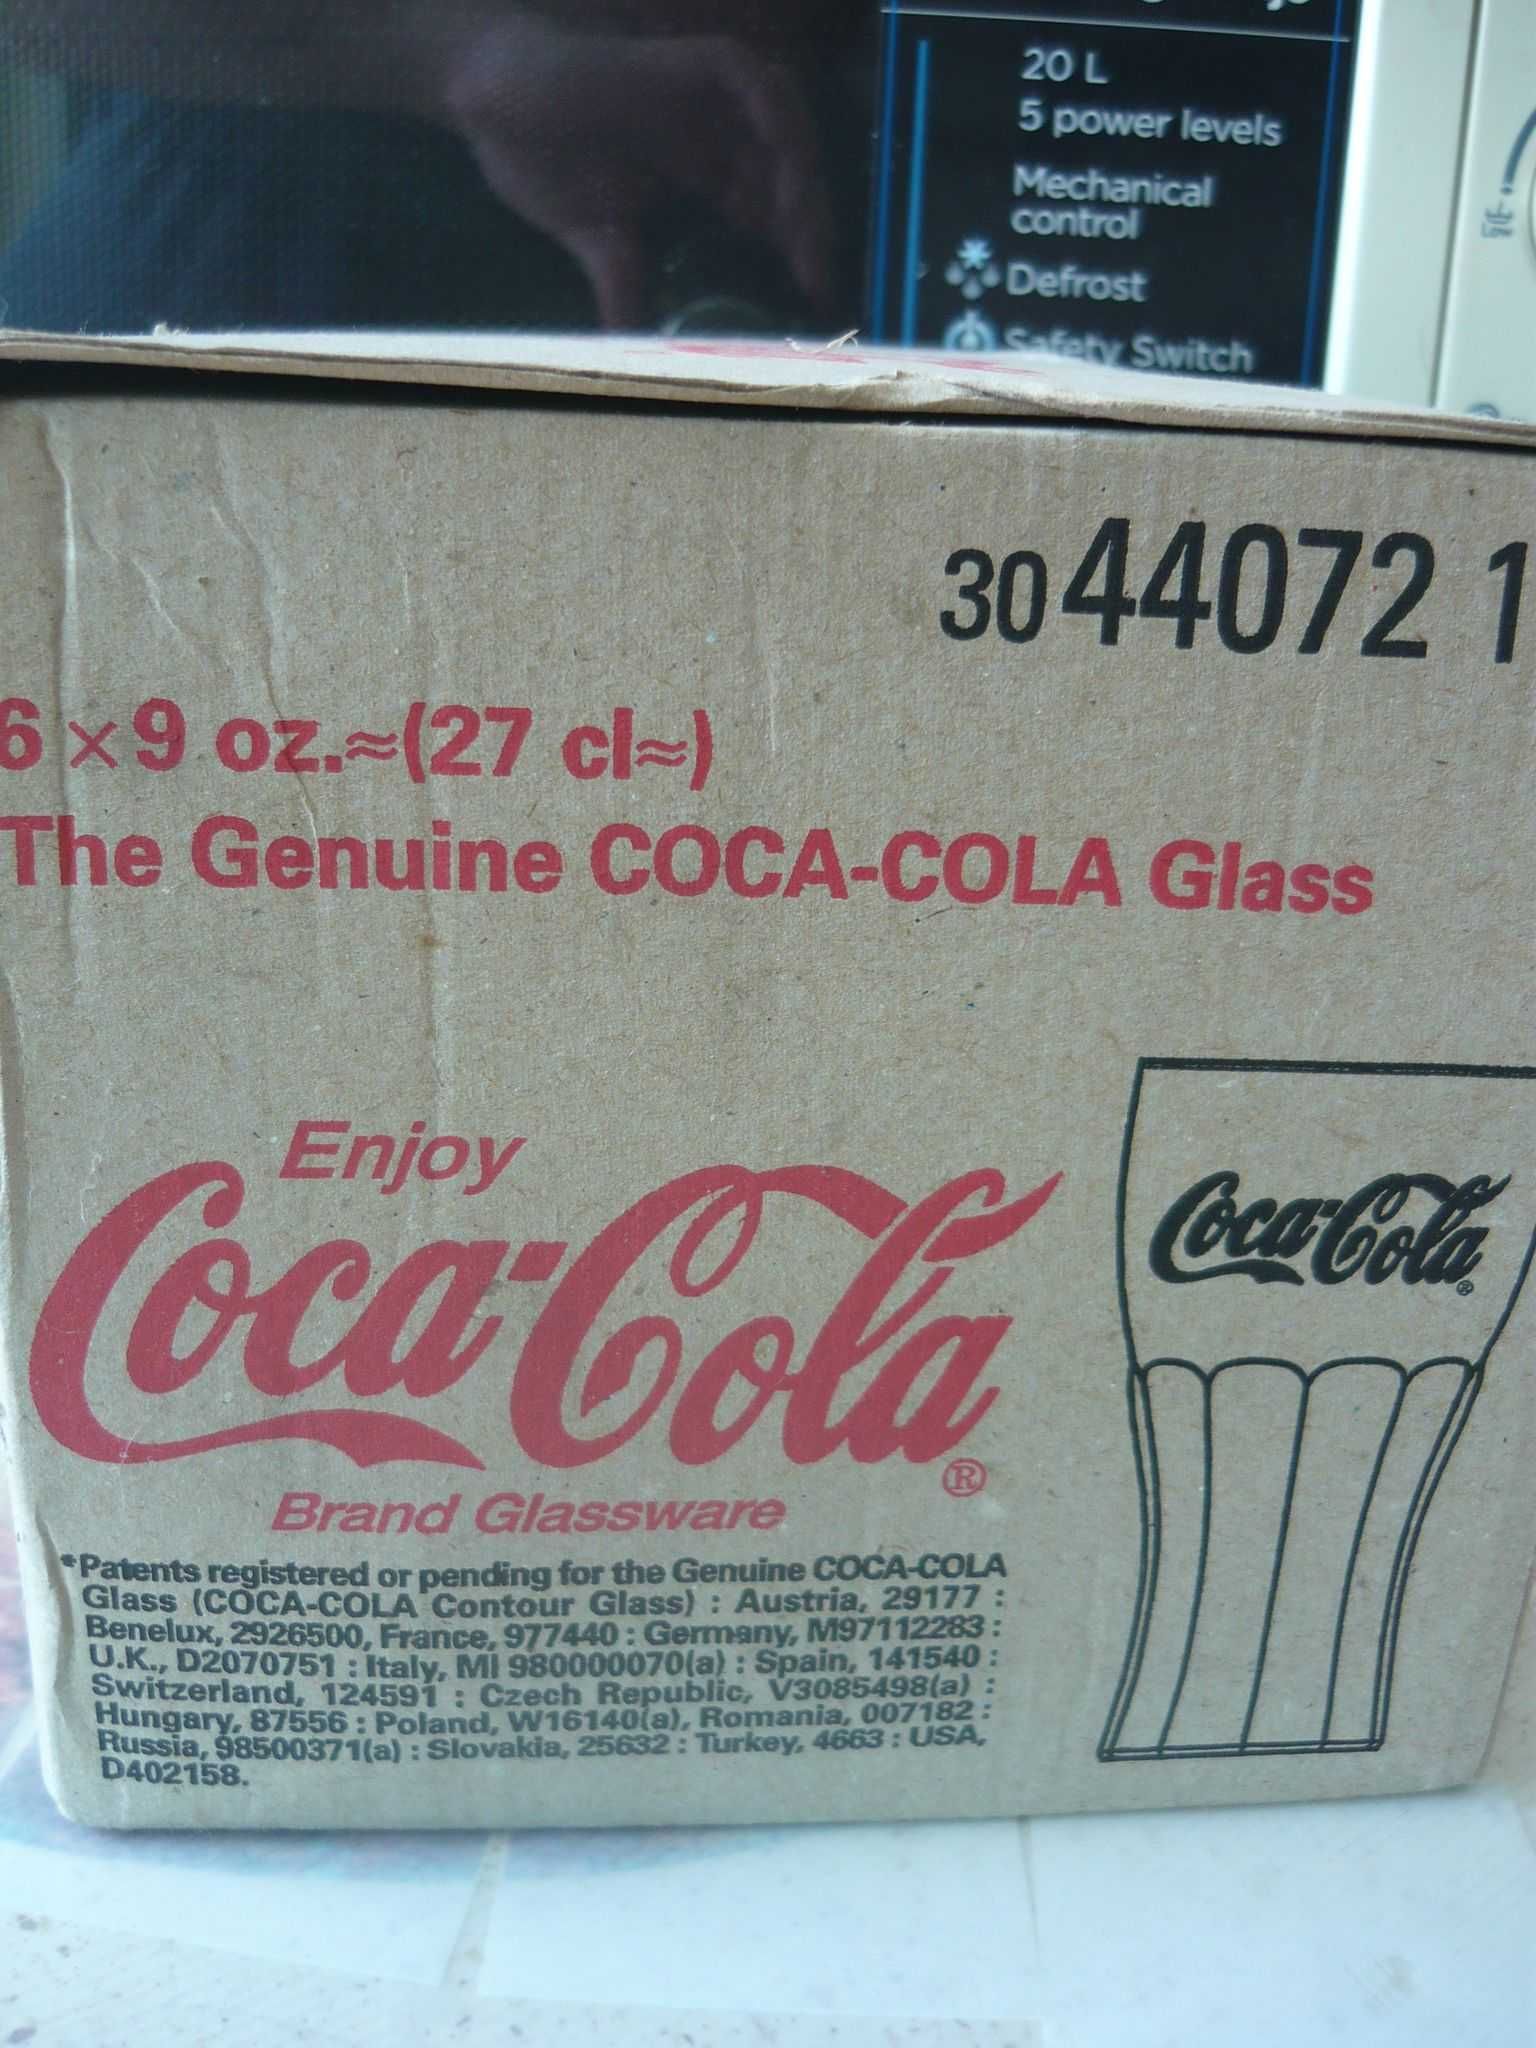 20 L
5 power levels
Mechanical
control
Defrost
Safety Switch
30 44072 1
6 × 9 oz.≈(27 cl≈)
The Genuine COCA-COLA Glass
Enjoy
Coca-Cola
®
Brand Glassware
Coca-Cola
®
*Patents registered or pending for the Genuine COCA-COLA
Glass (COCA-COLA Contour Glass) : Austria, 29177 :
Benelux, 2926500, France, 977440 : Germany, M97112283 :
U.K., D2070751 : Italy, MI 980000070(a) : Spain, 141540 :
Switzerland, 124591 : Czech Republic, V3085498(a) :
Hungary, 87556 : Poland, W16140(a), Romania, 007182 :
Russia, 98500371(a) : Slovakia, 25632 : Turkey, 4663 : USA,
D402158.